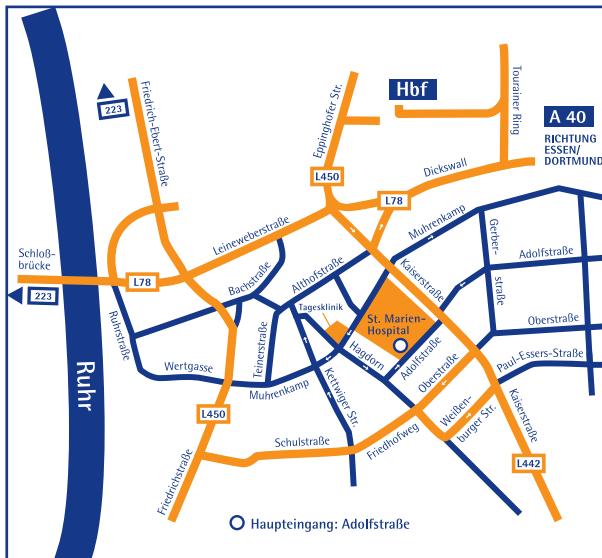 223
Friedrich-Ebert-Straße
Eppinghofer Str.
Hbf
Tourainer Ring
A 40
RICHTUNG
ESSEN/
DORTMUND
L450
Dickswall
L78
Leineweberstraße
Muhrenkamp
Gerber-
straße
Adolfstraße
Schloß-
brücke
223
L78
Bachstraße
Althofstraße
Kaiserstraße
Ruhrstraße
Tagesklinik
St. Marien-
Hospital
Oberstraße
Ruhr
Wertgasse
Teinerstraße
Hagdorn
Adolfstraße
Oberstraße
Paul-Essers-Straße
Muhrenkamp
Kettwiger Str.
L450
Weißen-
burger Str.
Kaiserstraße
Schulstraße
Friedhofweg
L442
Friedrichstraße
Haupteingang: Adolfstraße